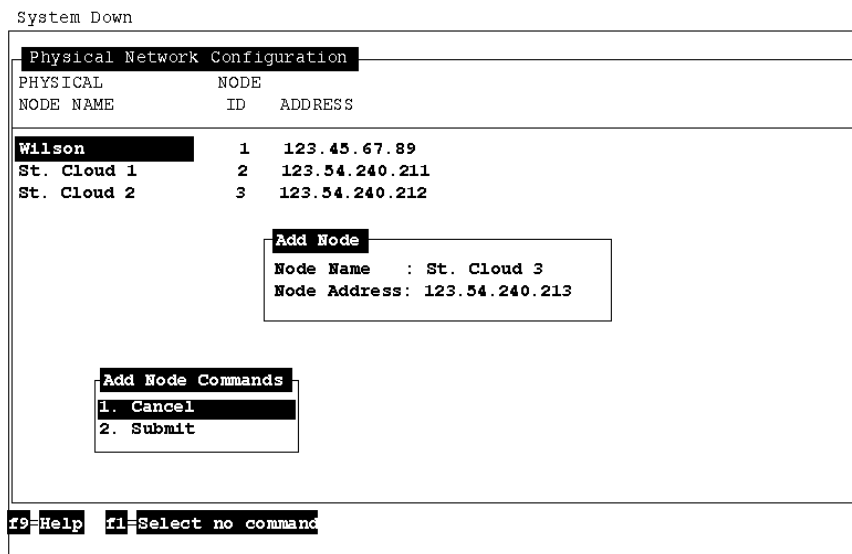 System Down
Physical Network Configuration
PHYSICAL NODE
NODE NAME ID ADDRESS
Wilson 1 123.45.67.89
St. Cloud 1 2 123.54.240.211
St. Cloud 2 3 123.54.240.212
Add Node
Node Name : St. Cloud 3
Node Address: 123.54.240.213
Add Node Commands
1. Cancel
2. Submit
f9=Help f1=Select no command